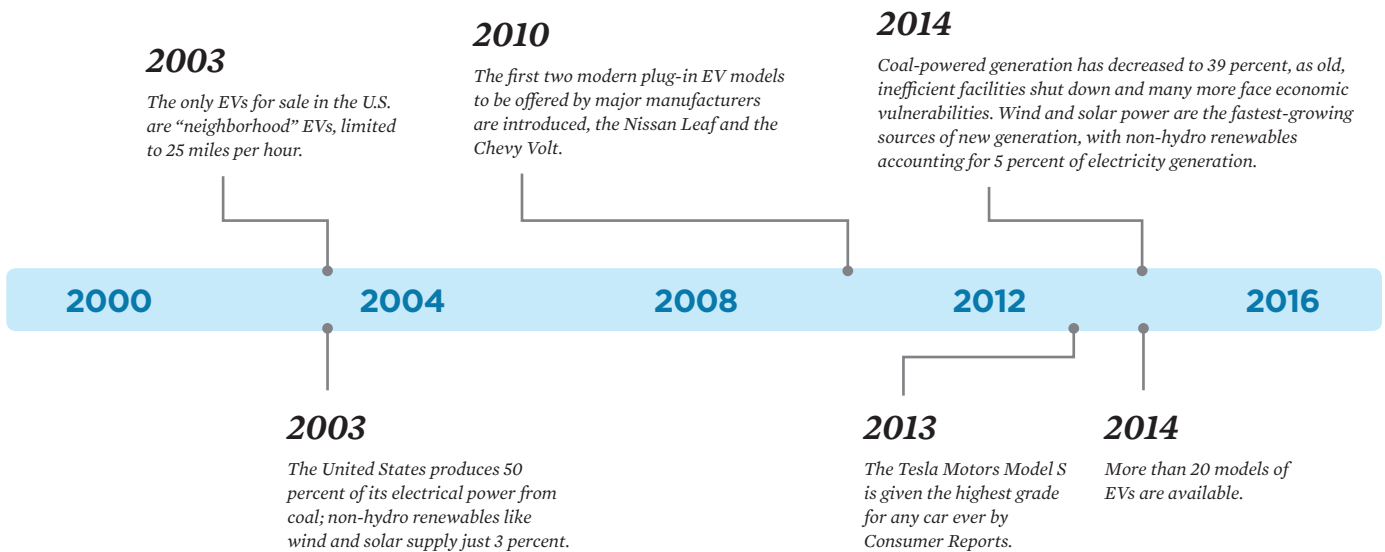 2003
The only EVs for sale in the U.S.
are “neighborhood” EVs, limited
to 25 miles per hour.
2010
The first two modern plug-in EV models
to be offered by major manufacturers
are introduced, the Nissan Leaf and the
Chevy Volt.
2014
Coal-powered generation has decreased to 39 percent, as old,
inefficient facilities shut down and many more face economic
vulnerabilities. Wind and solar power are the fastest-growing
sources of new generation, with non-hydro renewables
accounting for 5 percent of electricity generation.
2000
2004
2008
2012
2016
2003
The United States produces 50
percent of its electrical power from
coal; non-hydro renewables like
wind and solar supply just 3 percent.
2013
The Tesla Motors Model S
is given the highest grade
for any car ever by
Consumer Reports.
2014
More than 20 models of
EVs are available.